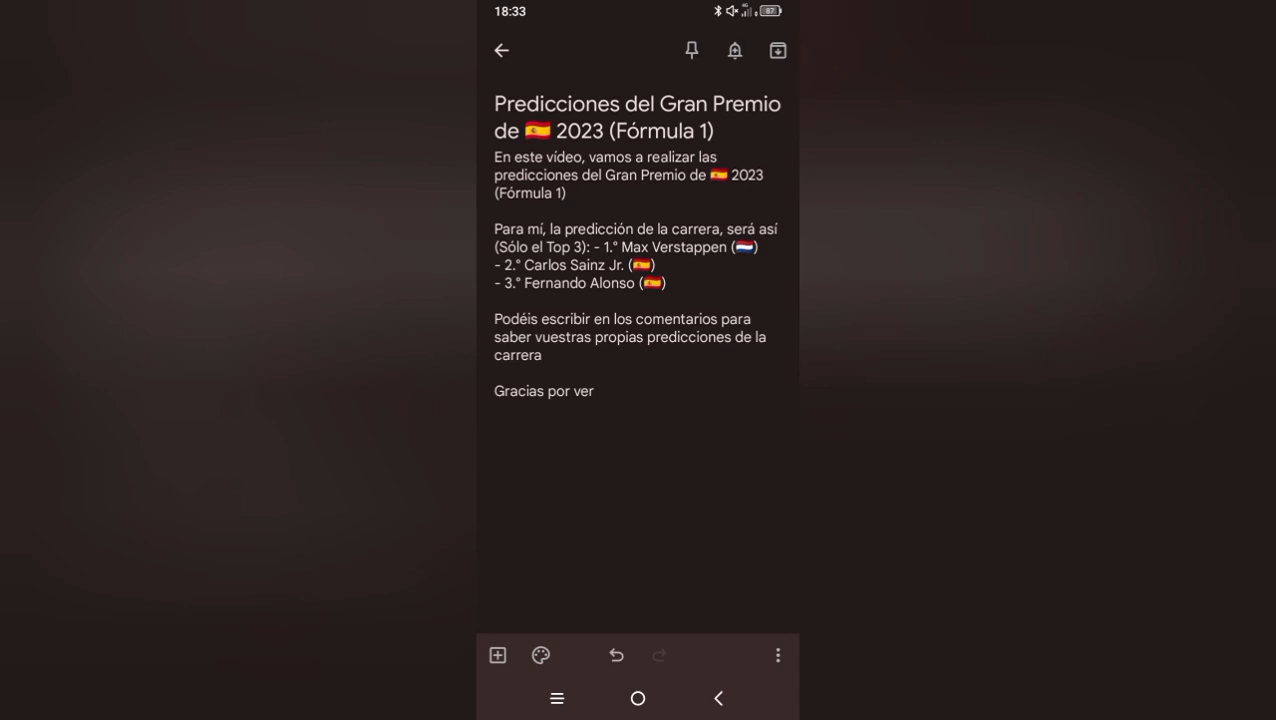 18:33
87
Predicciones del Gran Premio
de 🇪🇸 2023 (Fórmula 1)
En este vídeo, vamos a realizar las
predicciones del Gran Premio de 🇪🇸 2023
(Fórmula 1)
Para mí, la predicción de la carrera, será así
(Sólo el Top 3): - 1.° Max Verstappen (🇳🇱)
- 2.° Carlos Sainz Jr. (🇪🇸)
- 3.° Fernando Alonso (🇪🇸)
Podéis escribir en los comentarios para
saber vuestras propias predicciones de la
carrera
Gracias por ver